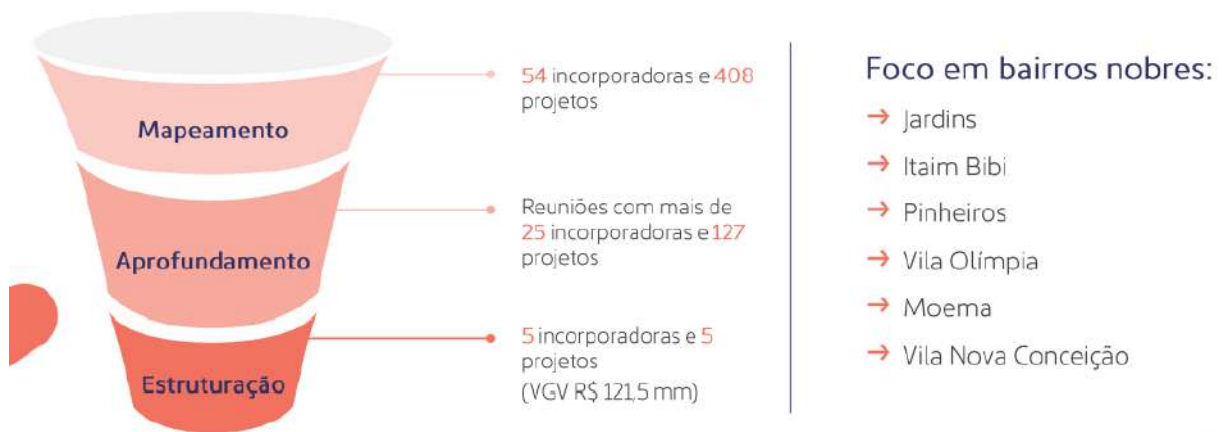 Mapeamento
54 incorporadoras e 408
projetos
Aprofundamento
Reuniões com mais de
25 incorporadoras e 127
projetos
Estruturação
5 incorporadoras e 5
projetos
(VGV R$ 121,5 mm)
Foco em bairros nobres:
→ Jardins
→ Itaim Bibi
→ Pinheiros
→ Vila Olímpia
→ Moema
→ Vila Nova Conceição